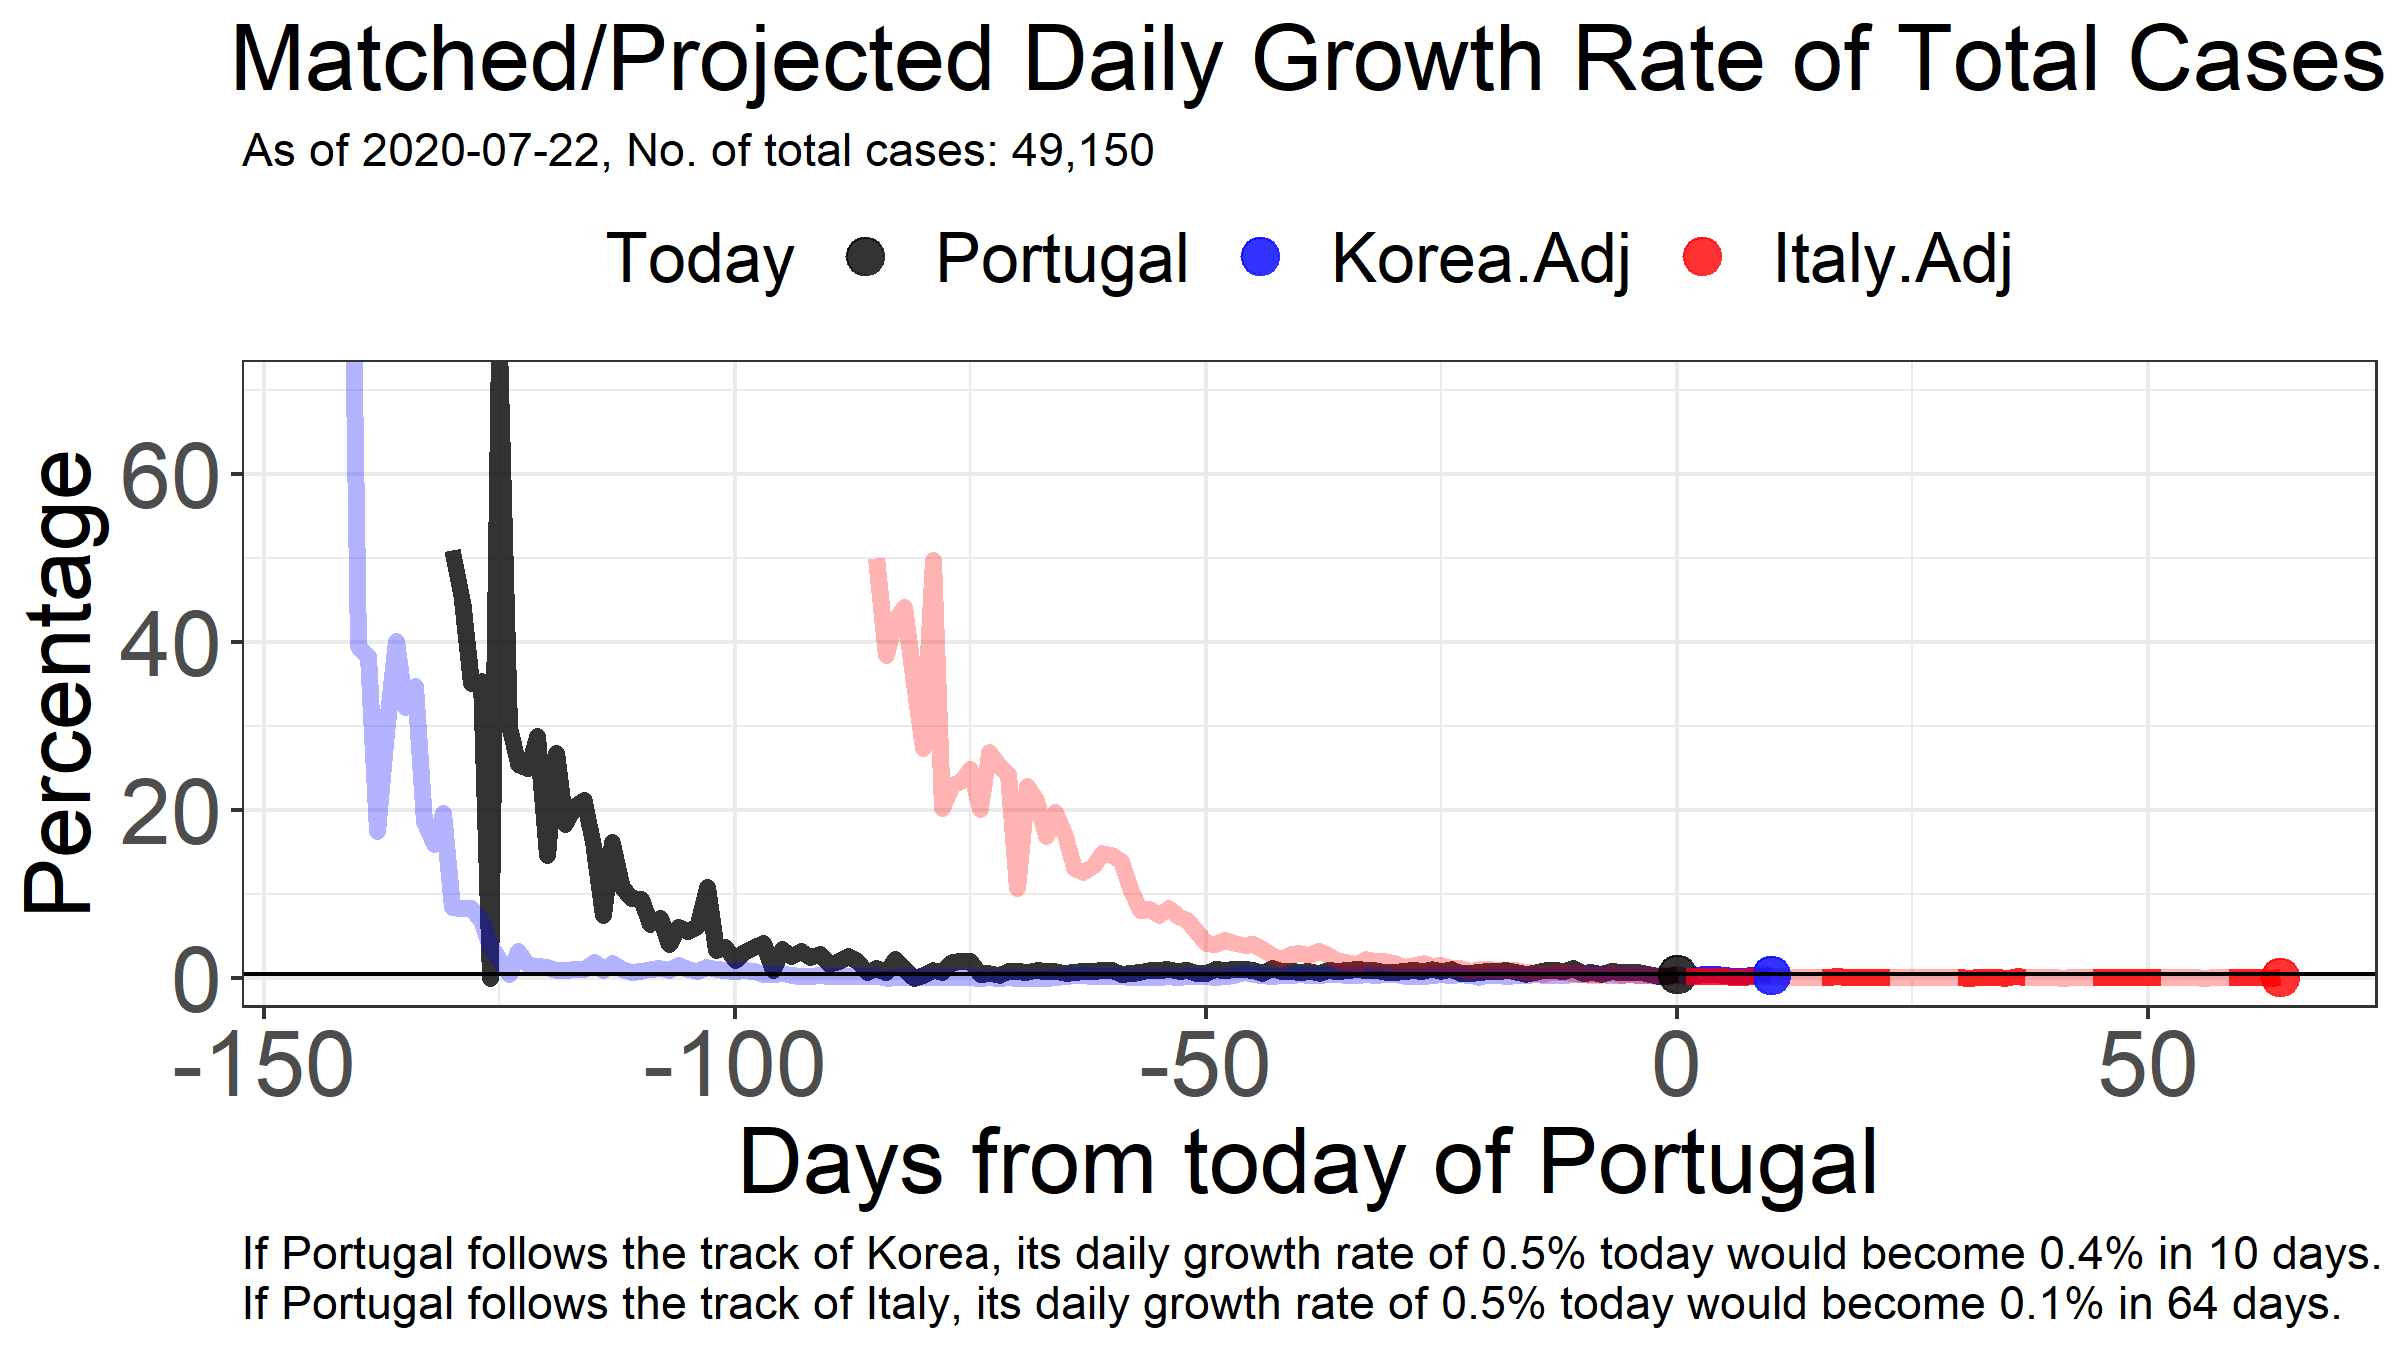 Matched/Projected Daily Growth Rate of Total Cases
As of 2020-07-22, No. of total cases: 49,150
Today Portugal Korea.Adj Italy.Adj
Percentage
60
40
20
0
-150 -100 -50 0 50
Days from today of Portugal
If Portugal follows the track of Korea, its daily growth rate of 0.5% today would become 0.4% in 10 days.
If Portugal follows the track of Italy, its daily growth rate of 0.5% today would become 0.1% in 64 days.